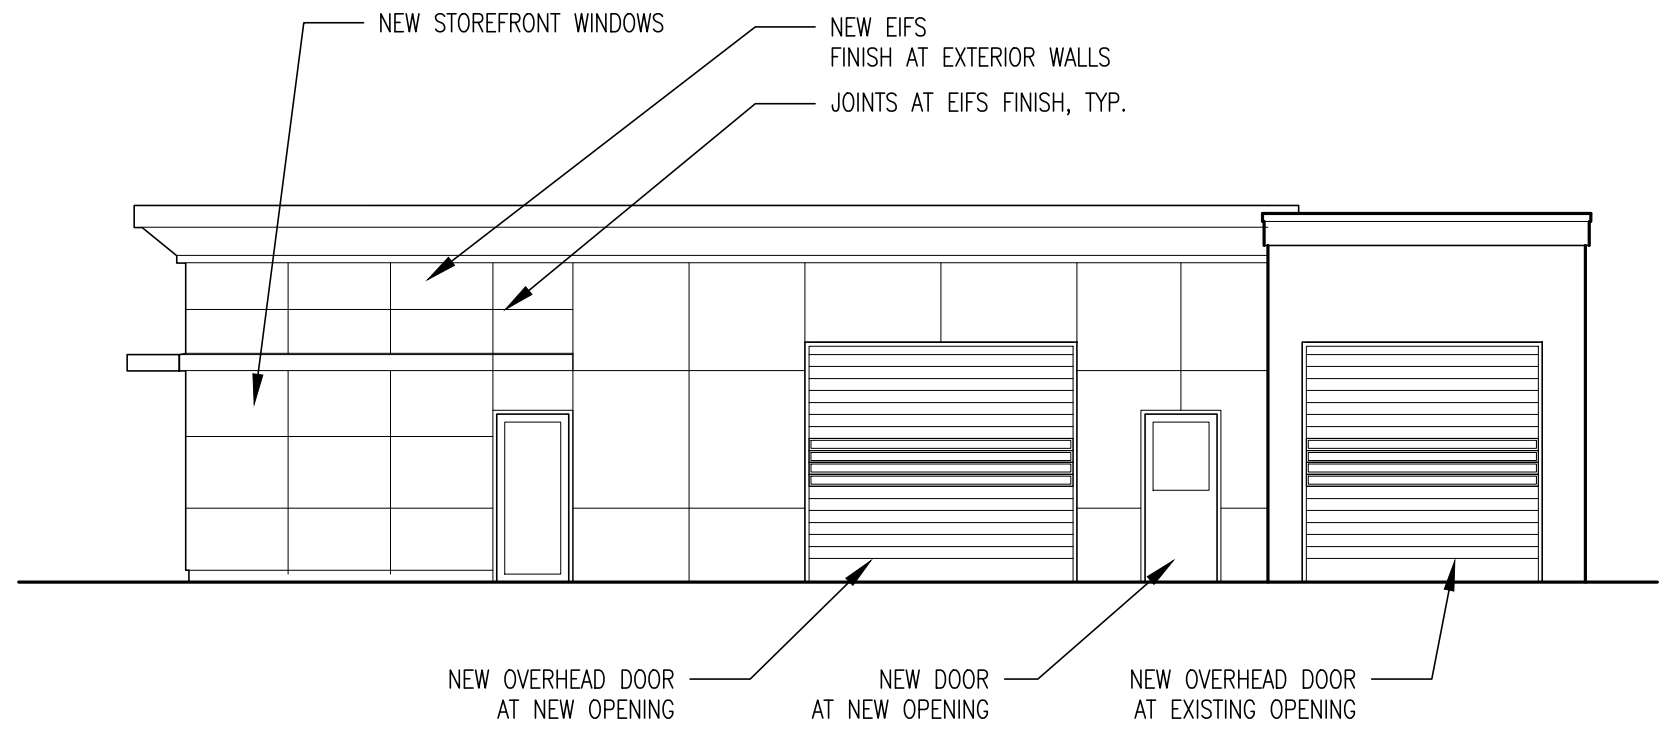 NEW STOREFRONT WINDOWS
NEW EIFS
FINISH AT EXTERIOR WALLS
JOINTS AT EIFS FINISH, TYP.
NEW OVERHEAD DOOR
AT NEW OPENING
NEW DOOR
AT NEW OPENING
NEW OVERHEAD DOOR
AT EXISTING OPENING